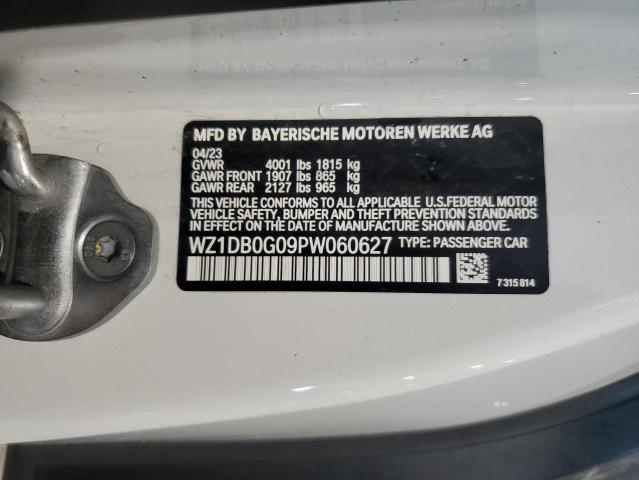 MFD BY BAYERISCHE MOTOREN WERKE AG
04/23
GVWR 4001 lbs 1815 kg
GAWR FRONT 1907 lbs 865 kg
GAWR REAR 2127 lbs 965 kg
THIS VEHICLE CONFORMS TO ALL APPLICABLE U.S.FEDERAL MOTOR
VEHICLE SAFETY, BUMPER, AND THEFT PREVENTION STANDARDS
IN EFFECT ON THE DATE OF MANUFACTURE SHOWN ABOVE.
WZ1DB0G09PW060627 TYPE: PASSENGER CAR
7315814